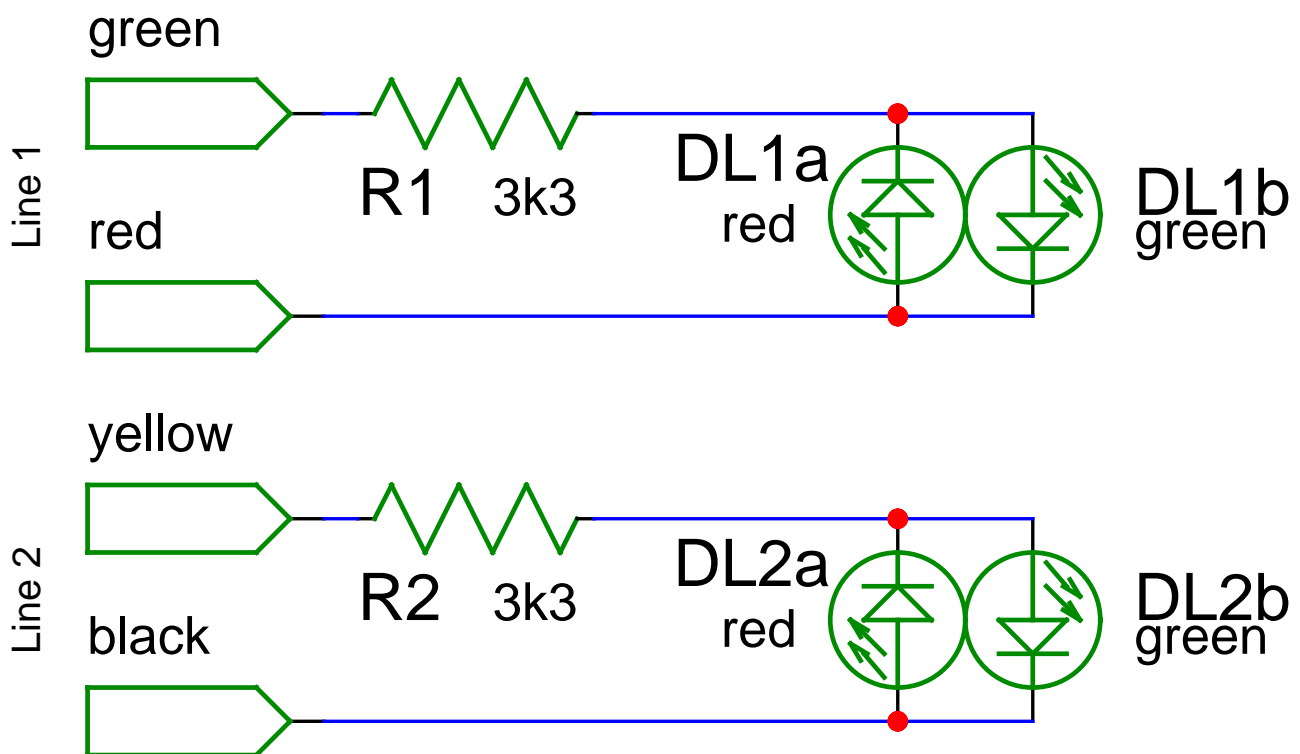 green
Line 1
R1 3k3
DL1a
red
DL1b
green
red
yellow
Line 2
R2 3k3
DL2a
red
DL2b
green
black